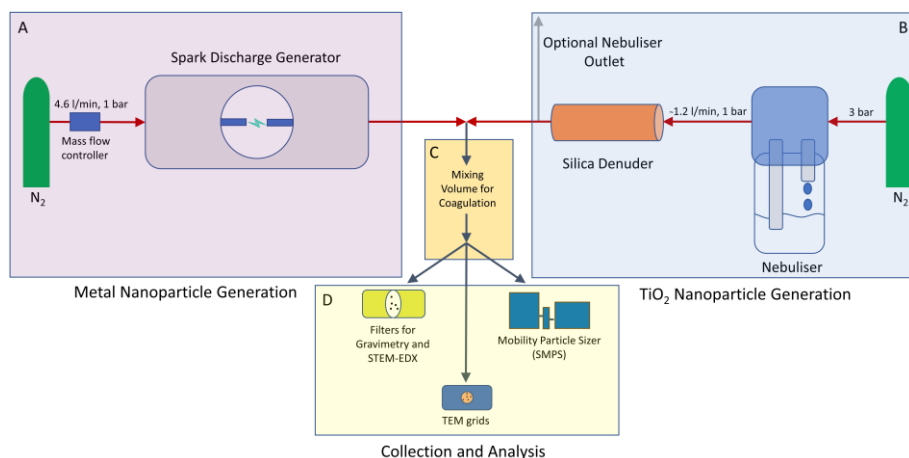 A
Spark Discharge Generator
4.6 l/min, 1 bar
Mass flow
controller
N2
Metal Nanoparticle Generation
B
Optional Nebuliser
Outlet
~1.2 l/min, 1 bar
3 bar
Silica Denuder
N2
Nebuliser
TiO2 Nanoparticle Generation
C
Mixing
Volume for
Coagulation
D
Filters for
Gravimetry and
STEM-EDX
Mobility Particle Sizer
(SMPS)
TEM grids
Collection and Analysis